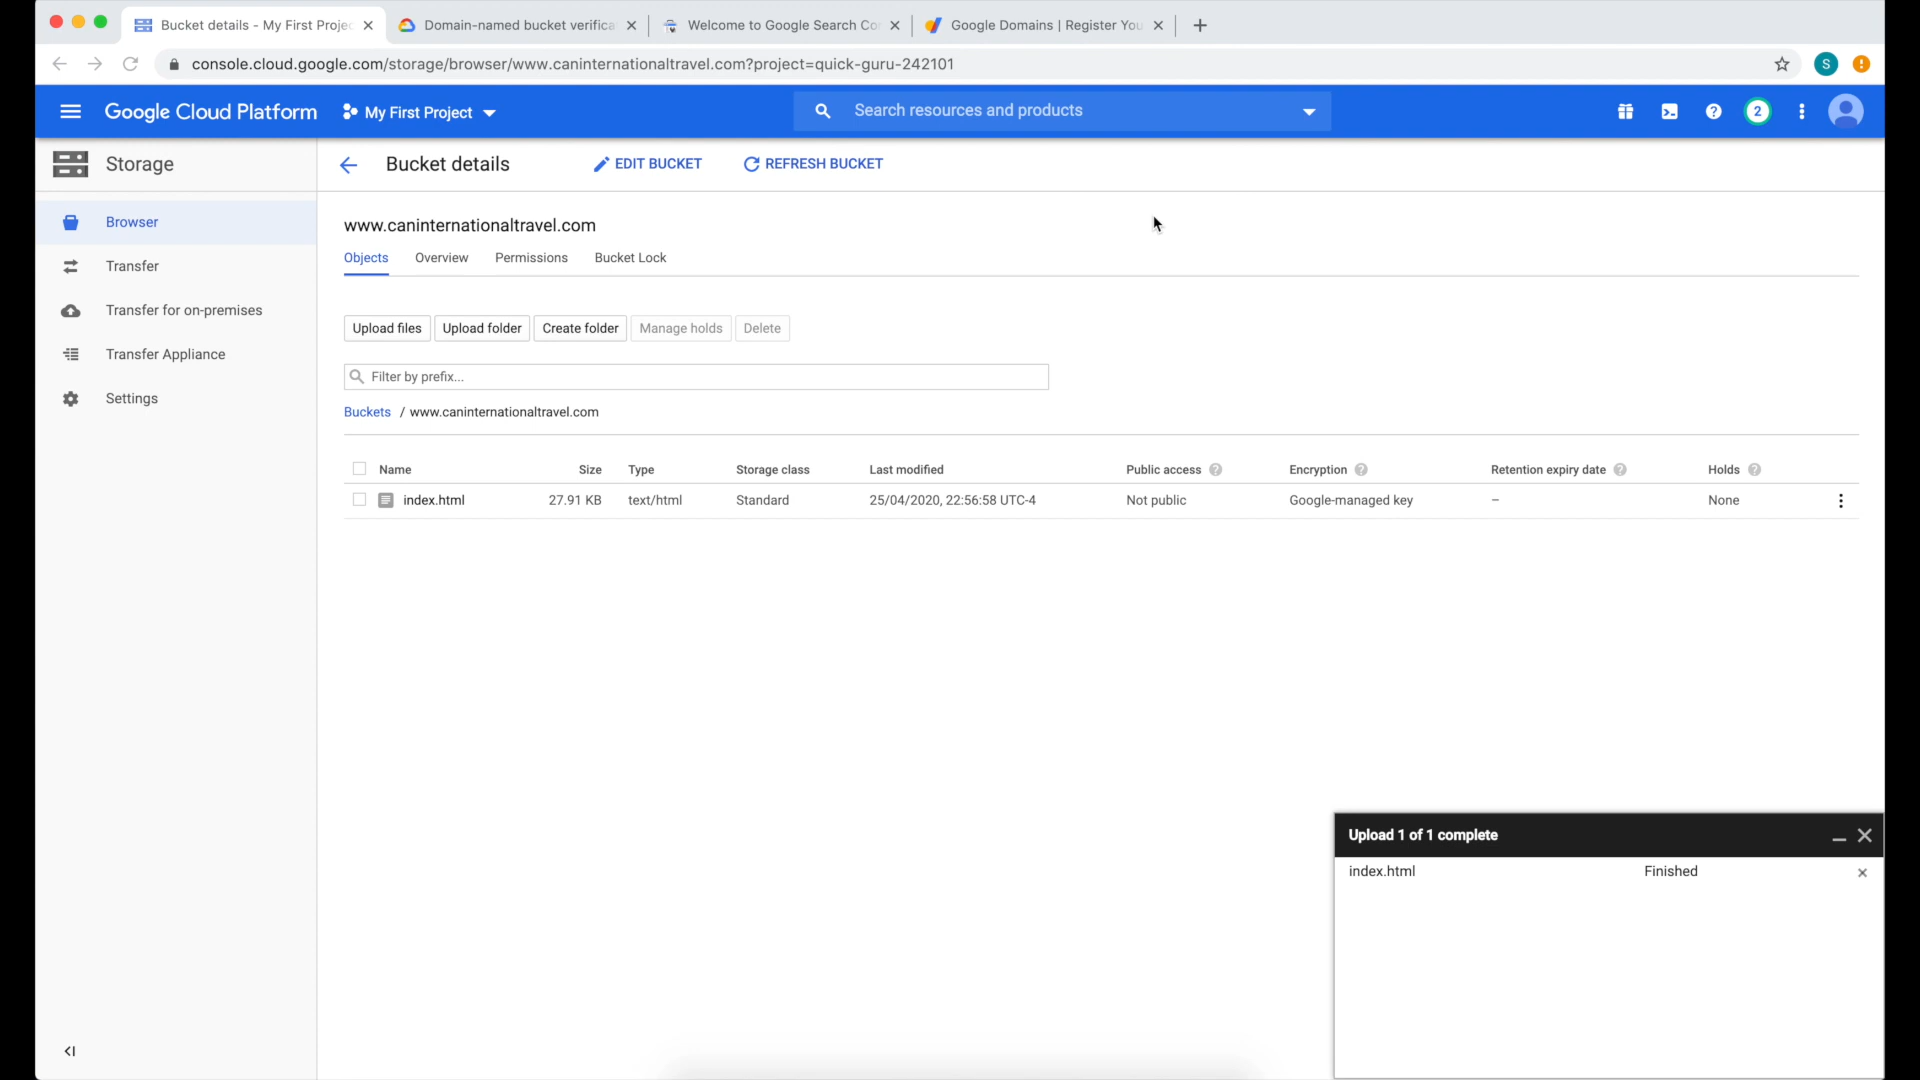 Bucket details - My First Projec
Domain-named bucket verifica
Welcome to Google Search Co
Google Domains | Register You
console.cloud.google.com/storage/browser/www.caninternationaltravel.com?project=quick-guru-242101
S
Google Cloud Platform
My First Project
Search resources and products
2
Storage
Bucket details
EDIT BUCKET
REFRESH BUCKET
Browser
Transfer
Transfer for on-premises
Transfer Appliance
Settings
www.caninternationaltravel.com
Objects Overview Permissions Bucket Lock
Upload files Upload folder Create folder Manage holds Delete
Filter by prefix...
Buckets / www.caninternationaltravel.com
Name Size Type Storage class Last modified Public access Encryption Retention expiry date Holds
index.html 27.91 KB text/html Standard 25/04/2020, 22:56:58 UTC-4 Not public Google-managed key – None
Upload 1 of 1 complete
index.html Finished